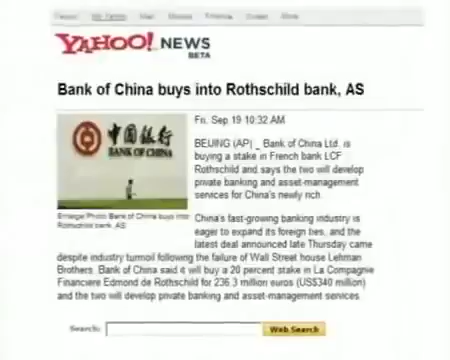 YAHOO! NEWS
BETA
Bank of China buys into Rothschild bank, AS
Fri, Sep 19 10:32 AM
中国银行
BANK OF CHINA
BEIJING (AP) _ Bank of China Ltd. is
buying a stake in French bank LCF
Rothschild and says the two will develop
private banking and asset-management
services for China's newly rich.
Enlarge Photo Bank of China buys into
Rothschild bank, AS
China's fast-growing banking industry is
eager to expand its foreign ties, and the
latest deal announced late Thursday came
despite industry turmoil following the failure of Wall Street house Lehman
Brothers. Bank of China said it will buy a 20 percent stake in La Compagnie
Financiere Edmond de Rothschild for 236.3 million euros (US$340 million)
and the two will develop private banking and asset-management services.
Search:
Web Search